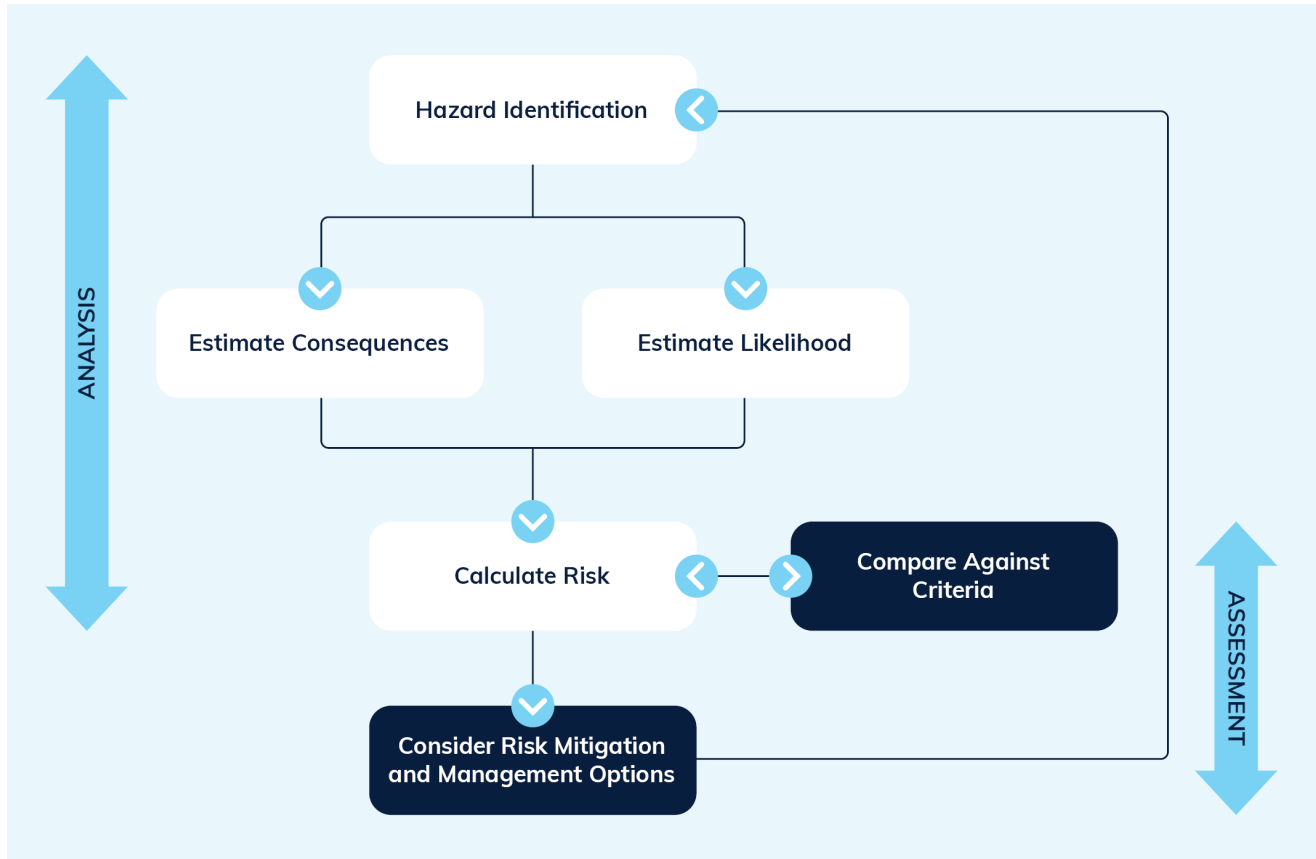 Hazard Identification
ANALYSIS
Estimate Consequences
Estimate Likelihood
Calculate Risk
Compare Against
Criteria
ASSESSMENT
Consider Risk Mitigation
and Management Options